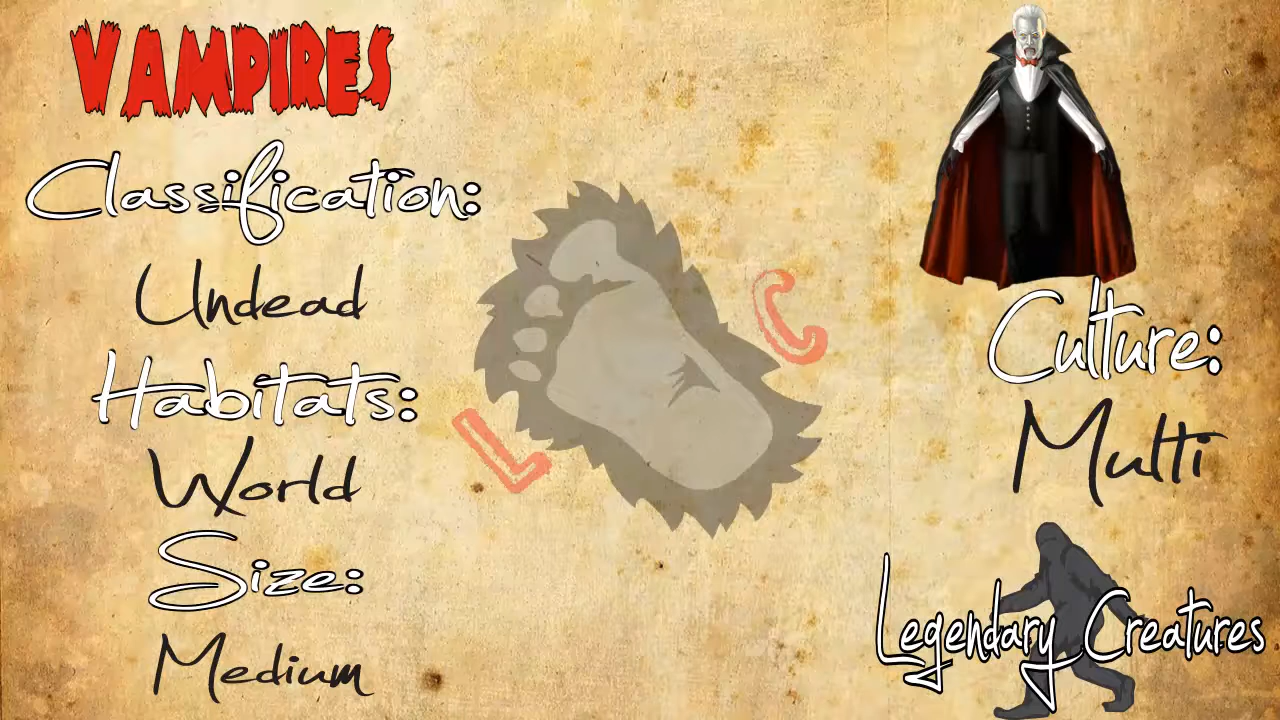 VAMPIRES
Classification:
Undead
Habitats:
World
Size:
Medium
L C
Culture:
Multi
Legendary Creatures